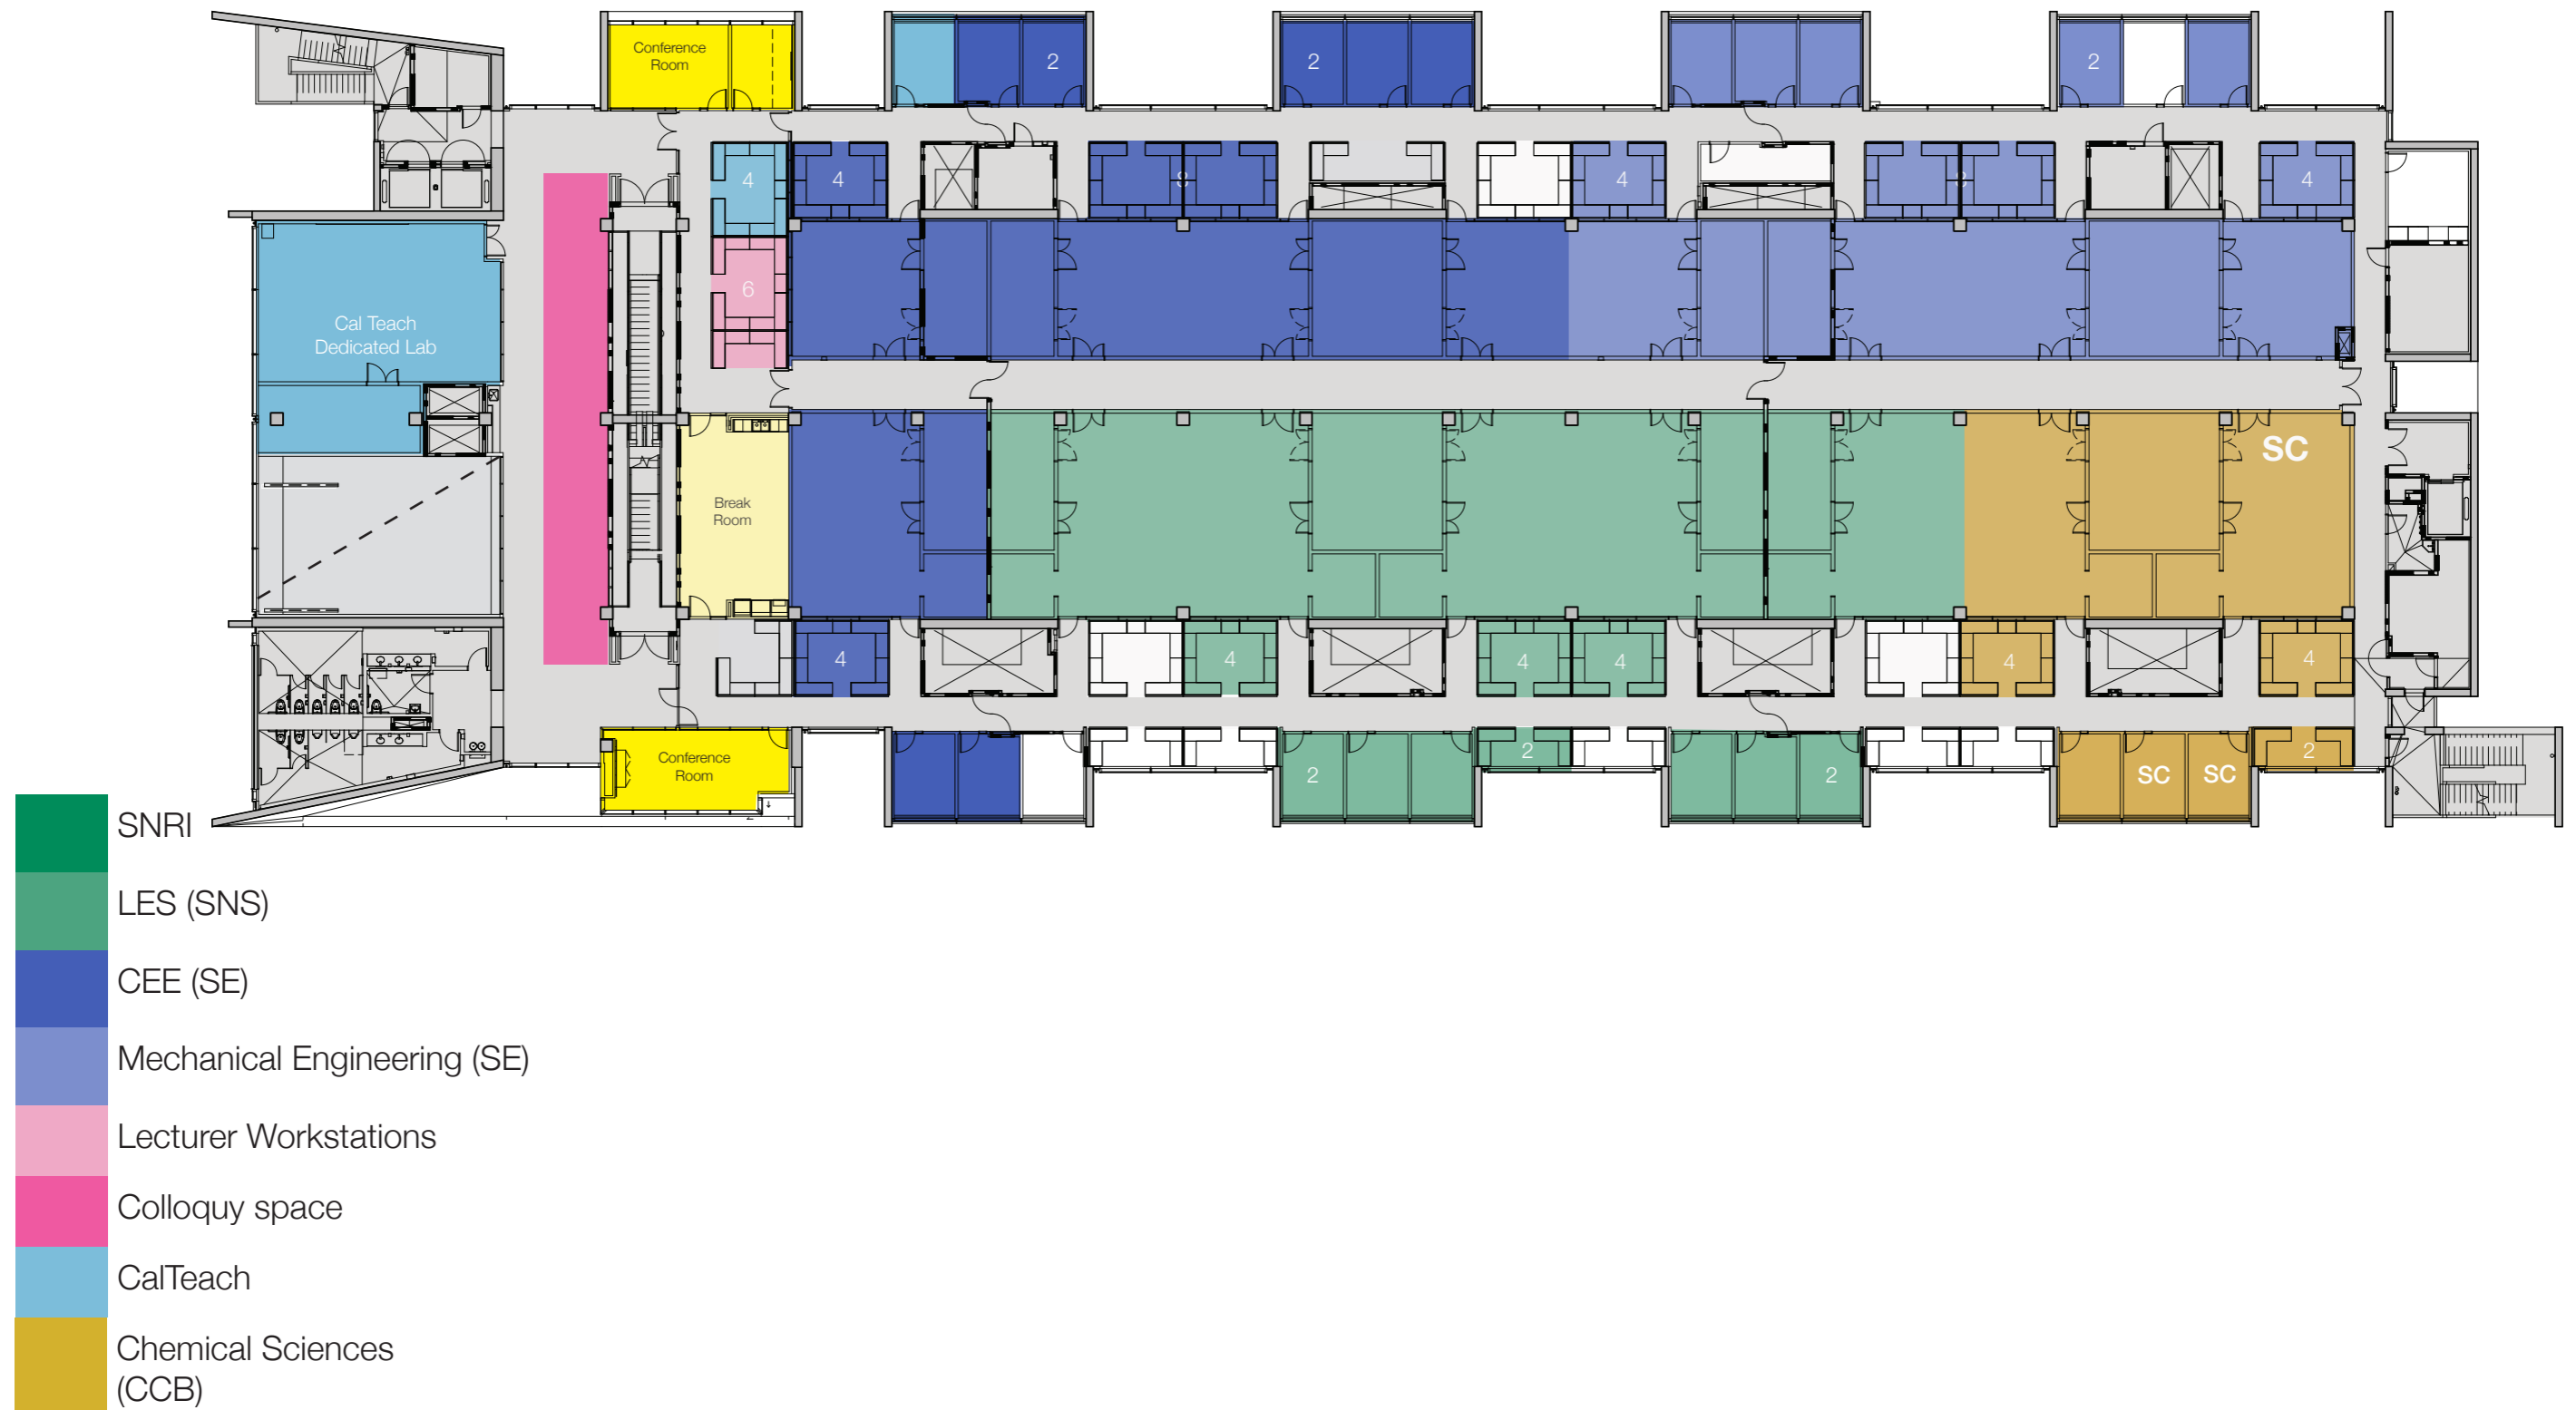 Conference
Room
2
2
2
4
4
8
4
8
4
6
Cal Teach
Dedicated Lab
SC
Break
Room
4
4
4
4
4
4
Conference
Room
2
2
2
SC
SC
2
SNRI
LES (SNS)
CEE (SE)
Mechanical Engineering (SE)
Lecturer Workstations
Colloquy space
CalTeach
Chemical Sciences
(CCB)